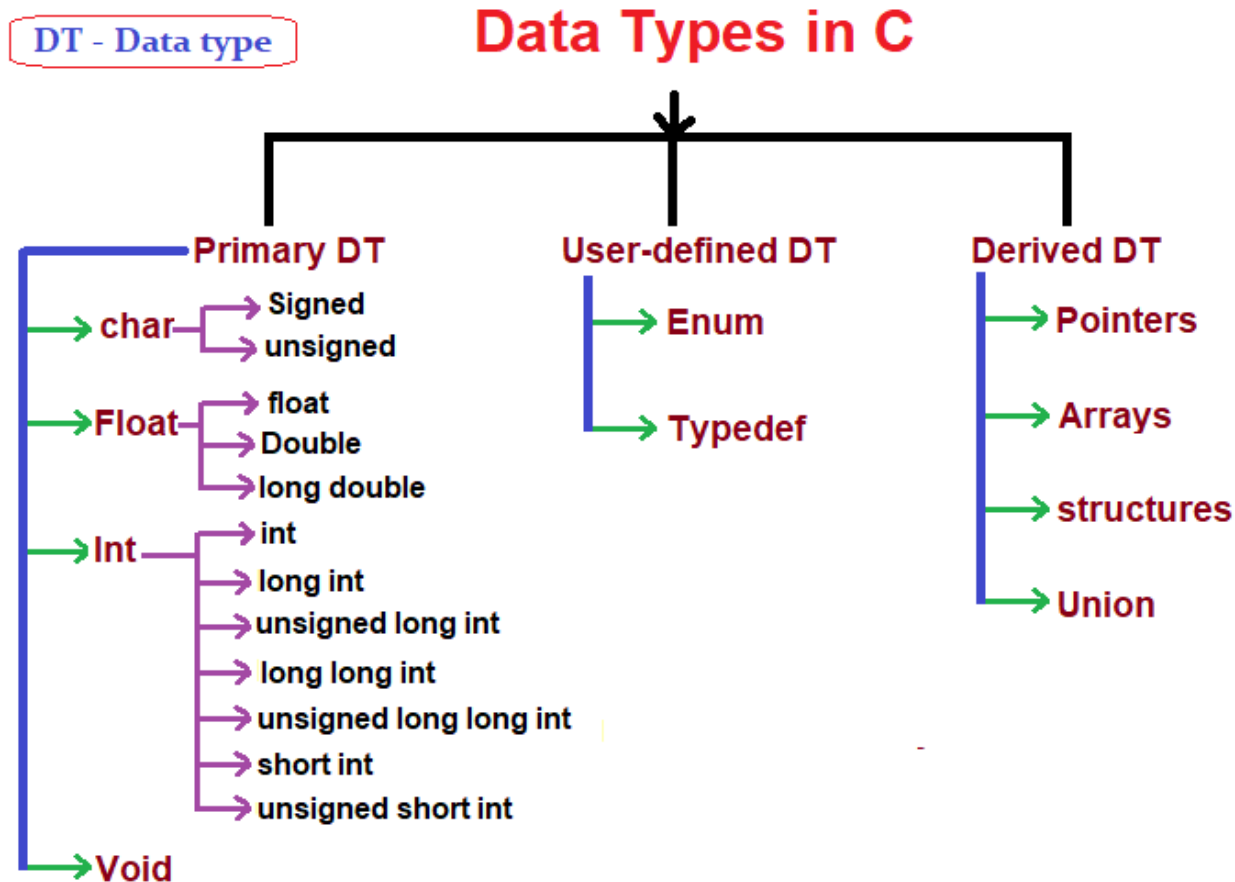 DT - Data type
Data Types in C
Primary DT
char
Signed
unsigned
Float
float
Double
long double
Int
int
long int
unsigned long int
long long int
unsigned long long int
short int
unsigned short int
Void
User-defined DT
Enum
Typedef
Derived DT
Pointers
Arrays
structures
Union